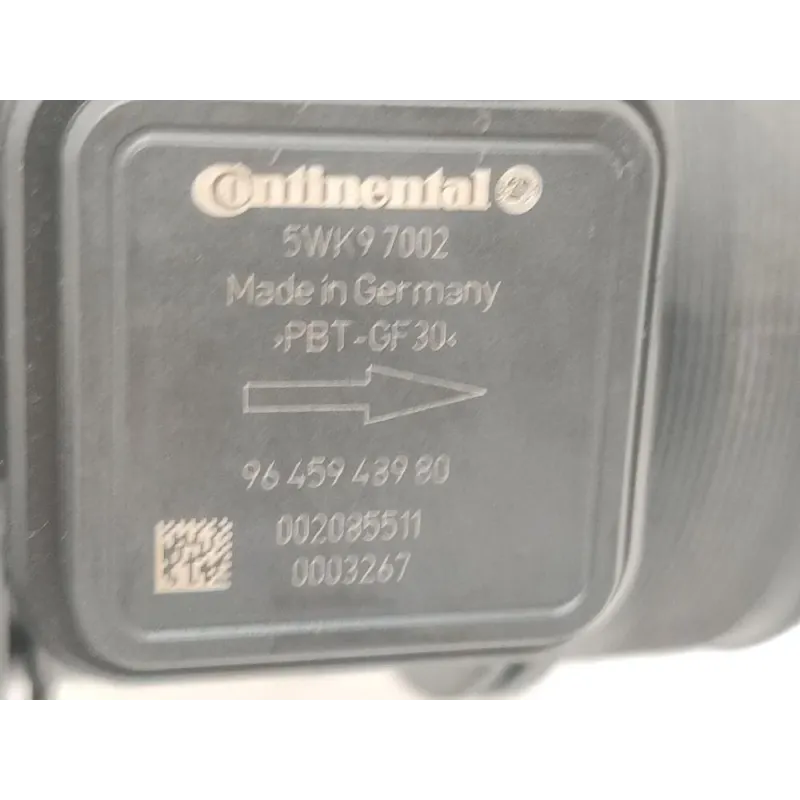 Continental
5WK9 7002
Made in Germany
>PBT-GF30<
96 459 439 80
002085511
0003267